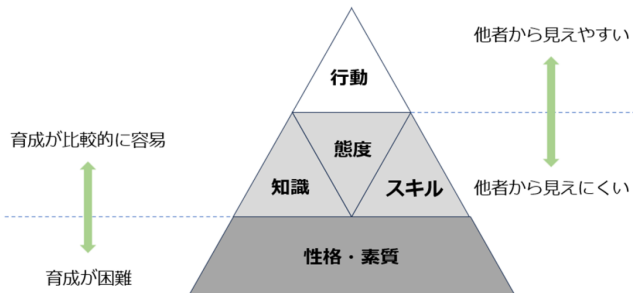 他者から見えやすい
行動
育成が比較的に容易
態度
知識
スキル
他者から見えにくい
性格・素質
育成が困難